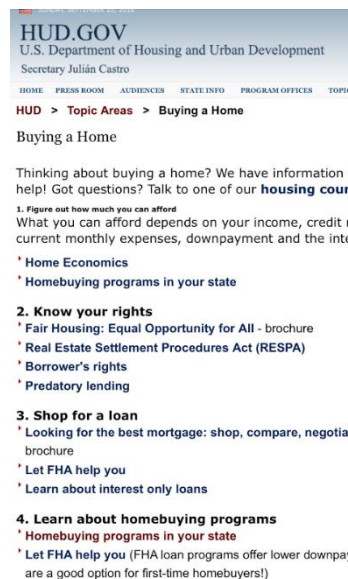 SUNDAY, SEPTEMBER 25, 2016
HUD.GOV
U.S. Department of Housing and Urban Development
Secretary Julián Castro
HOME PRESS ROOM AUDIENCES STATE INFO PROGRAM OFFICES TOPI
HUD > Topic Areas > Buying a Home
Buying a Home
Thinking about buying a home? We have information
help! Got questions? Talk to one of our housing cour
1. Figure out how much you can afford
What you can afford depends on your income, credit
current monthly expenses, downpayment and the inte
Home Economics
Homebuying programs in your state
2. Know your rights
Fair Housing: Equal Opportunity for All - brochure
Real Estate Settlement Procedures Act (RESPA)
Borrower's rights
Predatory lending
3. Shop for a loan
Looking for the best mortgage: shop, compare, negotia
brochure
Let FHA help you
Learn about interest only loans
4. Learn about homebuying programs
Homebuying programs in your state
Let FHA help you (FHA loan programs offer lower downpay
are a good option for first-time homebuyers!)